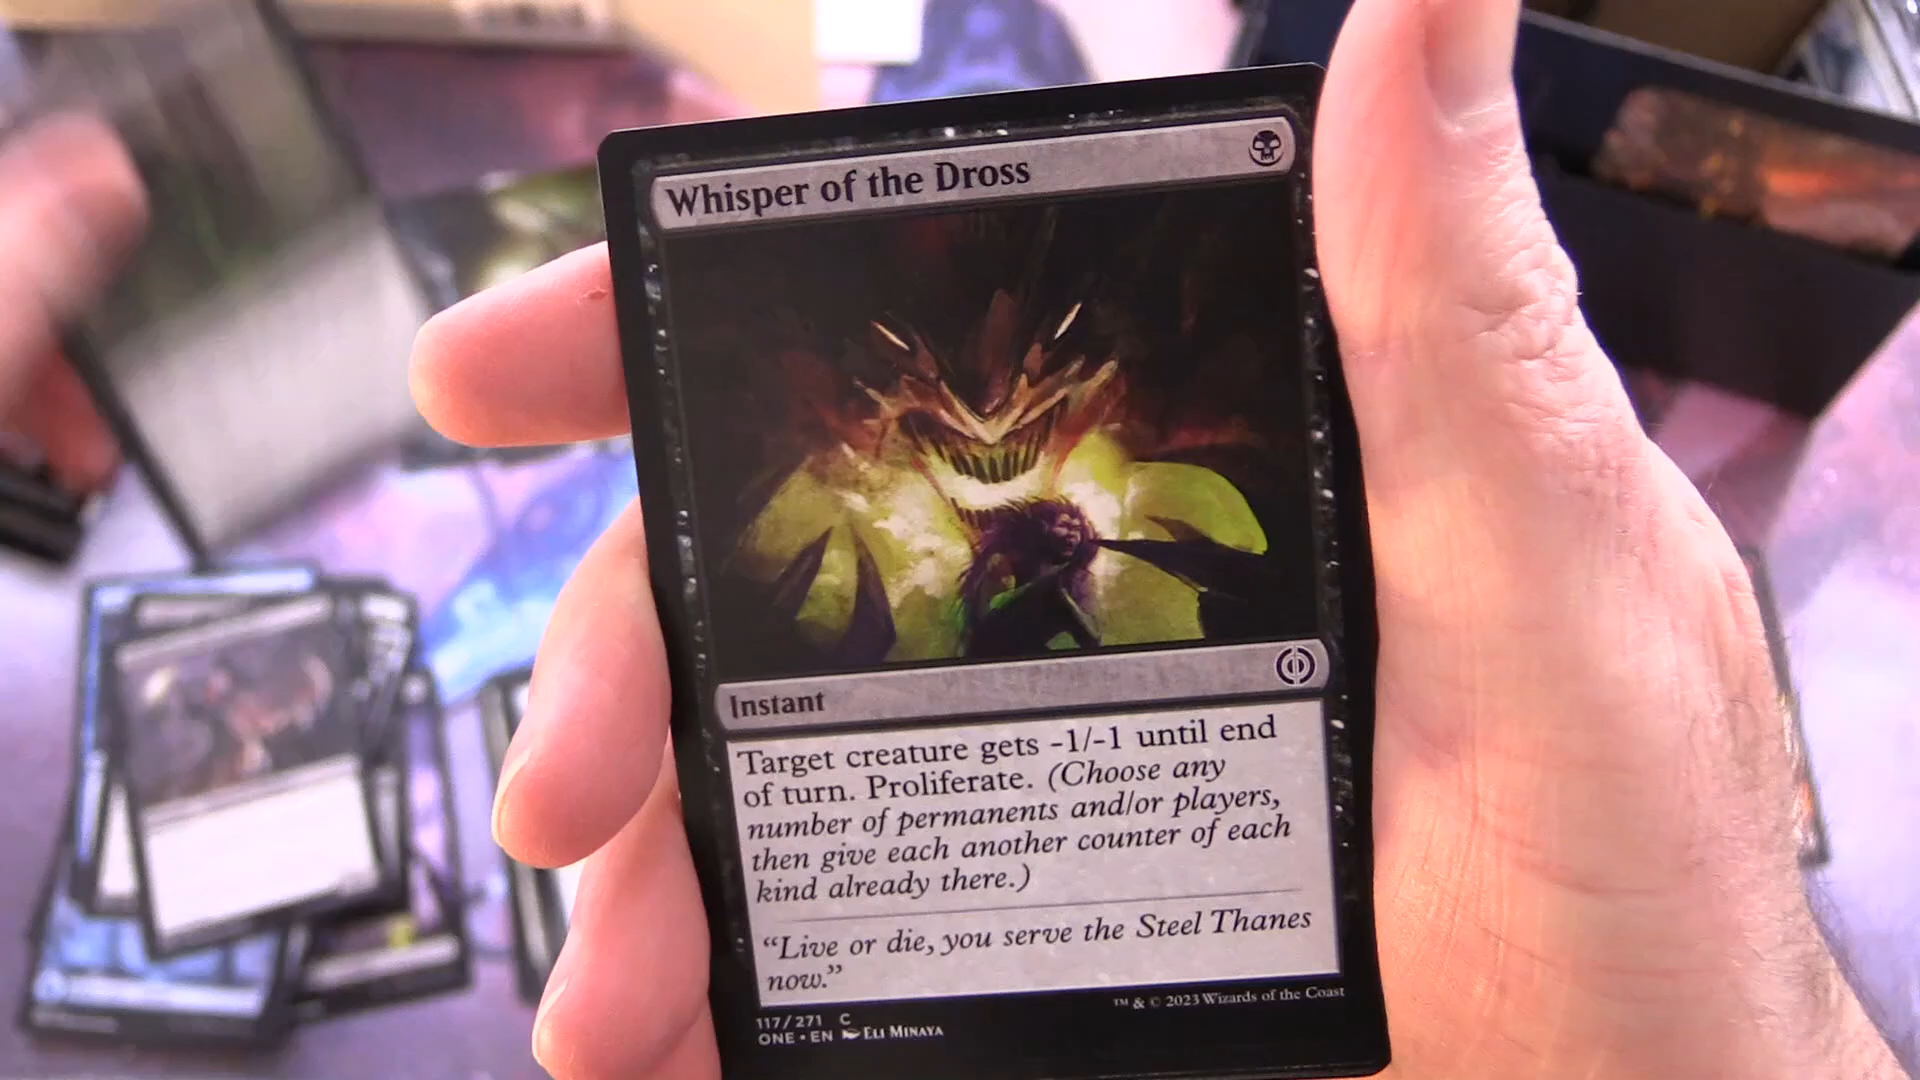 Whisper of the Dross
Instant
Target creature gets -1/-1 until end
of turn. Proliferate. (Choose any
number of permanents and/or players,
then give each another counter of each
kind already there.)
“Live or die, you serve the Steel Thanes
now.”
117/271 C
ONE • EN Eli Minaya
™ & © 2023 Wizards of the Coast